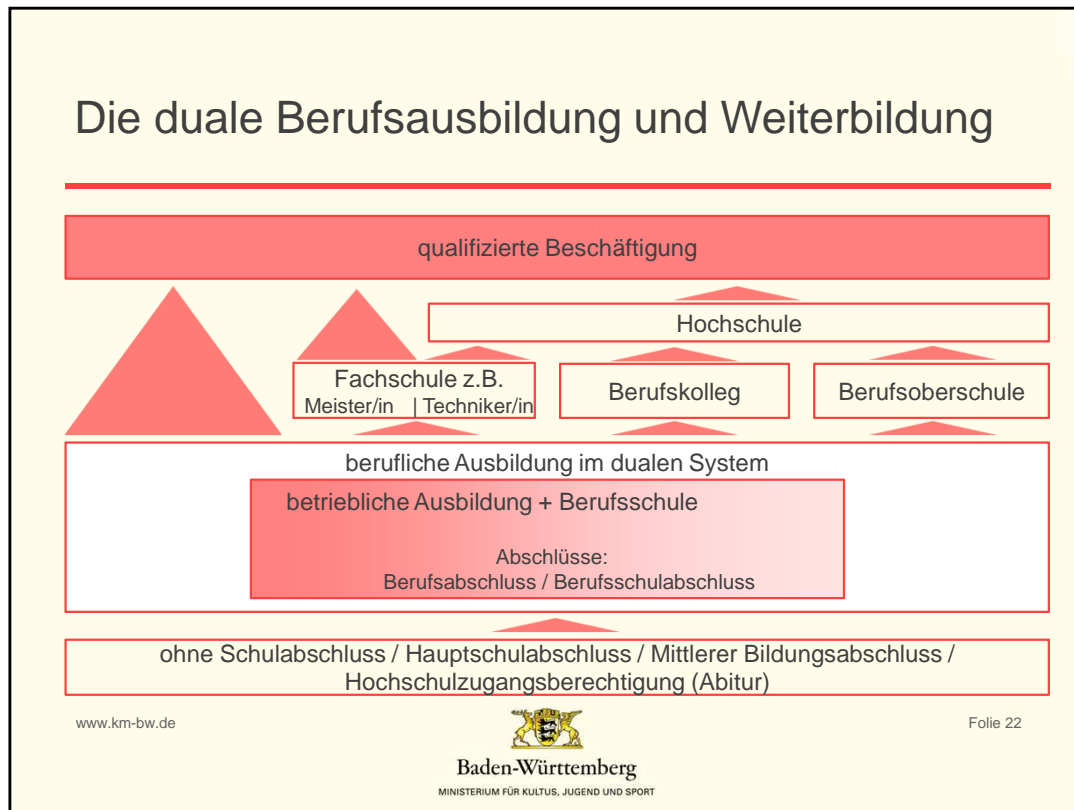 Die duale Berufsausbildung und Weiterbildung
qualifizierte Beschäftigung
Hochschule
Fachschule z.B.
Meister/in | Techniker/in
Berufskolleg
Berufsoberschule
berufliche Ausbildung im dualen System
betriebliche Ausbildung + Berufsschule
Abschlüsse:
Berufsabschluss / Berufsschulabschluss
ohne Schulabschluss / Hauptschulabschluss / Mittlerer Bildungsabschluss /
Hochschulzugangsberechtigung (Abitur)
www.km-bw.de
Folie 22
Baden-Württemberg
MINISTERIUM FÜR KULTUS, JUGEND UND SPORT